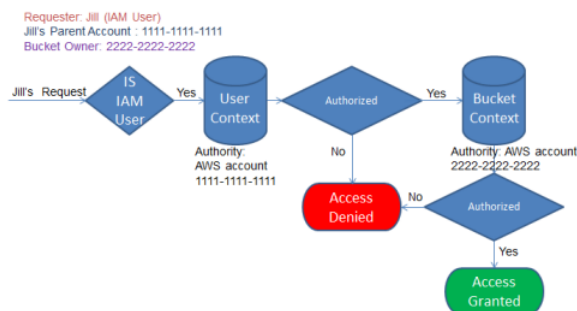 Requester: Jill (IAM User)
Jill's Parent Account : 1111-1111-1111
Bucket Owner: 2222-2222-2222
Jill's Request
IS
IAM
User
Yes
User
Context
Authorized
Yes
Bucket
Context
Authority:
AWS account
1111-1111-1111
No
Authority: AWS account
2222-2222-2222
Access
Denied
No
Authorized
Yes
Access
Granted